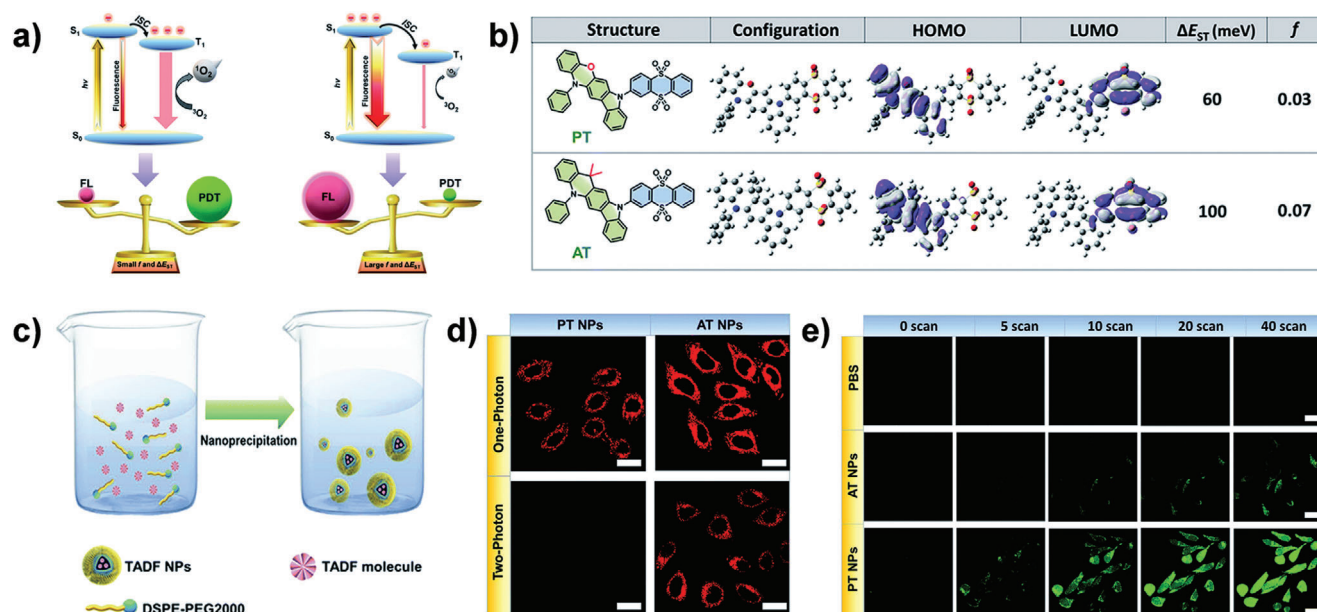 a)
S₁
ISC
T₁
hν
Fluorescence
¹O₂
³O₂
S₀
FL
PDT
Small f and ΔE_ST
S₁
ISC
T₁
hν
Fluorescence
¹O₂
³O₂
S₀
FL
PDT
Large f and ΔE_ST
b)
Structure Configuration HOMO LUMO ΔE_ST (meV) f
PT 60 0.03
AT 100 0.07
c)
Nanoprecipitation
TADF NPs
TADF molecule
DSPE-PEG2000
d)
PT NPs AT NPs
One-Photon
Two-Photon
e)
0 scan 5 scan 10 scan 20 scan 40 scan
PBS
AT NPs
PT NPs